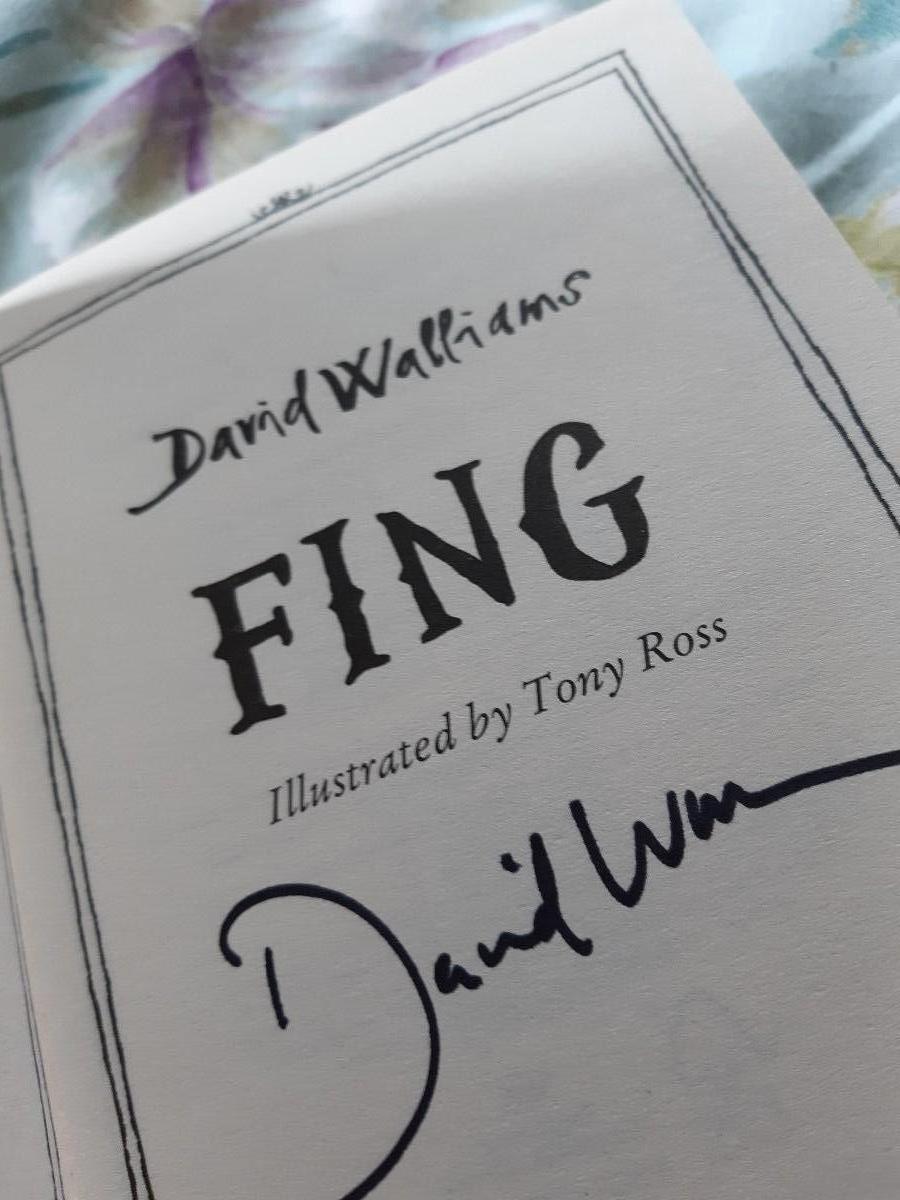 David Walliams
FING
Illustrated by Tony Ross
David W